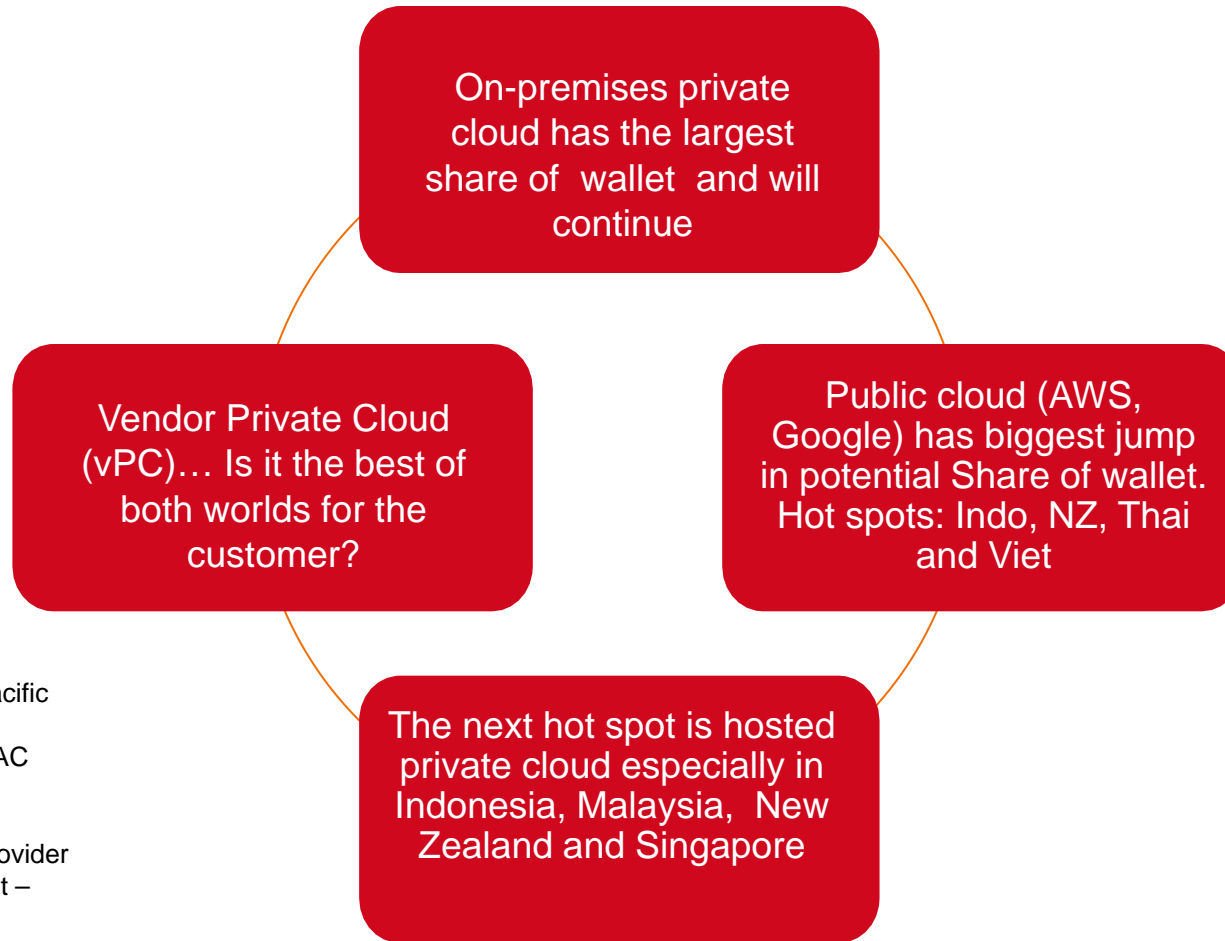 On-premises private
cloud has the largest
share of  wallet  and will
continue
Vendor Private Cloud
(vPC)… Is it the best of
both worlds for the
customer?
Public cloud (AWS,
Google) has biggest jump
in potential Share of wallet.
Hot spots: Indo, NZ, Thai
and Viet
The next hot spot is hosted
private cloud especially in
Indonesia, Malaysia,  New
Zealand and Singapore